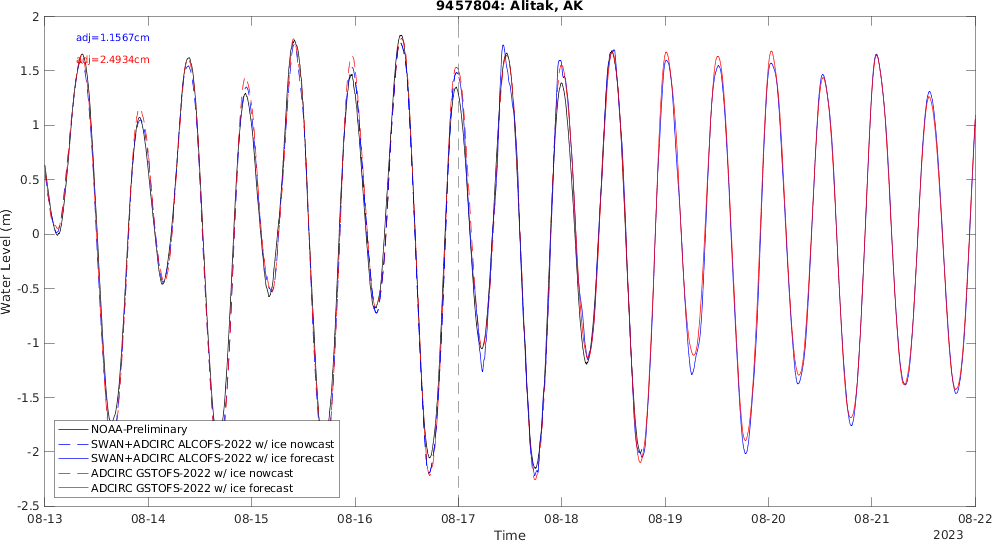 9457804: Alitak, AK
adj=1.1567cm
adj=2.4934cm
2
1.5
1
0.5
0
-0.5
-1
-1.5
-2
-2.5
Water Level (m)
NOAA-Preliminary
SWAN+ADCIRC ALCOFS-2022 w/ ice nowcast
SWAN+ADCIRC ALCOFS-2022 w/ ice forecast
ADCIRC GSTOFS-2022 w/ ice nowcast
ADCIRC GSTOFS-2022 w/ ice forecast
08-13 08-14 08-15 08-16 08-17 08-18 08-19 08-20 08-21 08-22
Time
2023